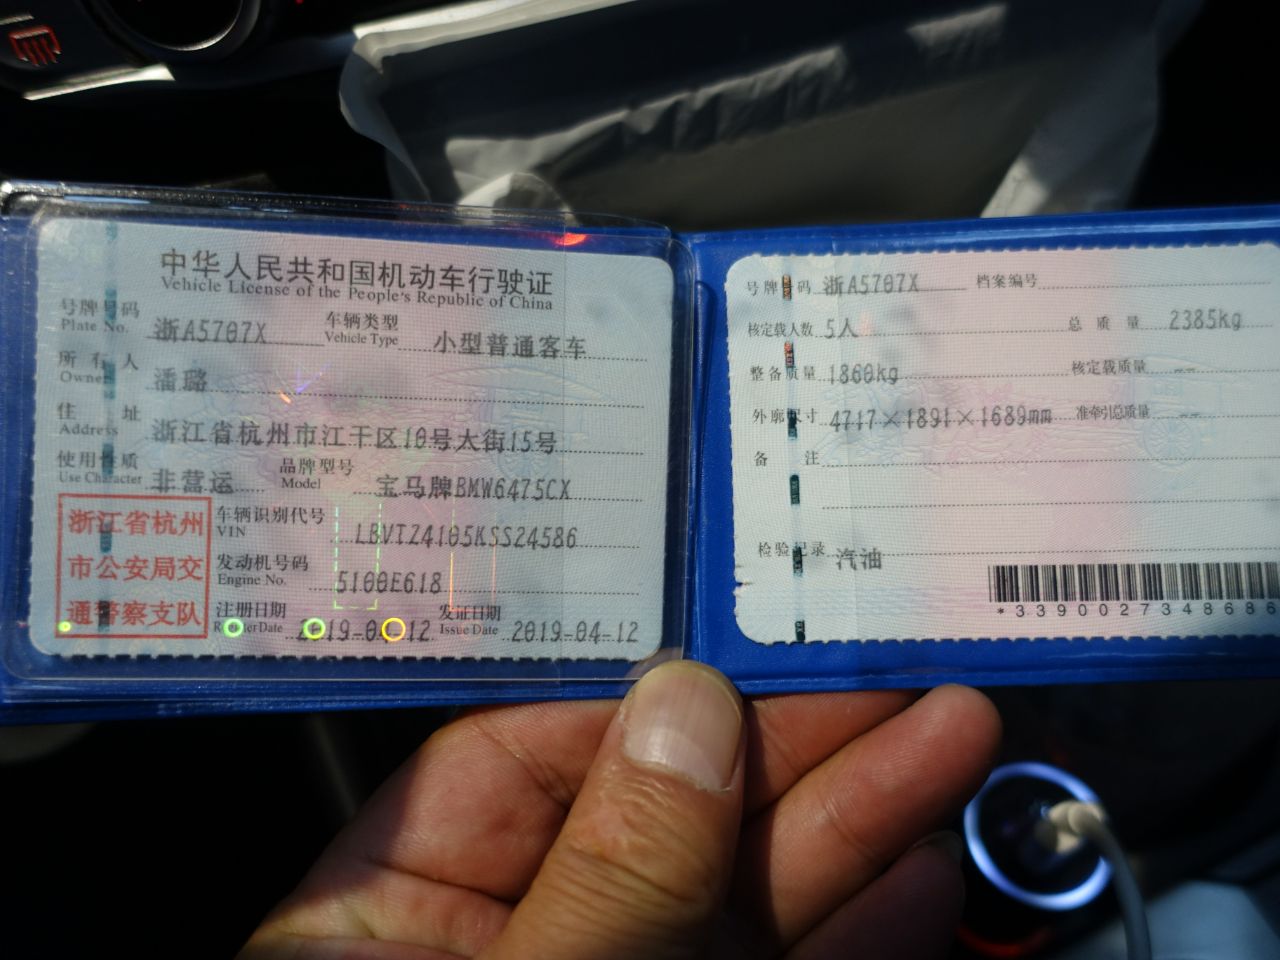 中华人民共和国机动车行驶证
Vehicle License of the People's Republic of China
号牌号码 浙A5707X 车辆类型 小型普通客车
Plate No. Vehicle Type
所有人 潘璐
Owner
住址 浙江省杭州市江干区10号大街15号
Address
使用性质 非营运 品牌型号 宝马牌BMW6475CX
Use Character Model
浙江省杭州
市公安局交
通警察支队
车辆识别代号 LBVTZ4105KSS24586
VIN
发动机号码 5100E618
Engine No.
注册日期 发证日期 2019-04-12
Issue Date
号牌号码 浙A5707X 档案编号
核定载人数 5人 总质量 2385kg
整备质量 1860kg 核定载质量 --
外廓尺寸 4717×1891×1689mm 准牵引总质量 --
备注
检验记录 汽油
*3390027348686